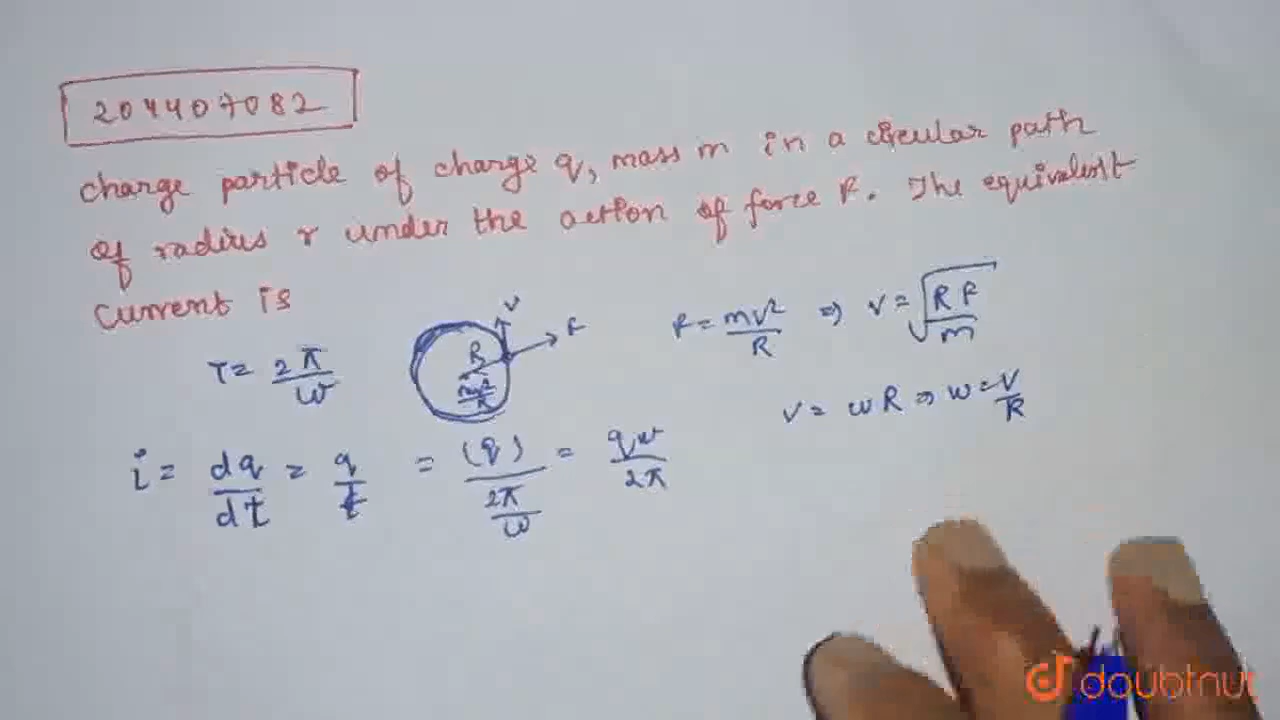 204407082
charge particle of charge q, mass m in a circular path
of radius r under the action of force F. The equivalent
current is
T = 2π/ω
R
mv²/R
V
F
F = mv²/R ⇒ v = √(RF/m)
v = ωR ⇒ ω = v/R
i = dq/dt = q/t = (q)/(2π/ω) = qω/2π
doubtnut